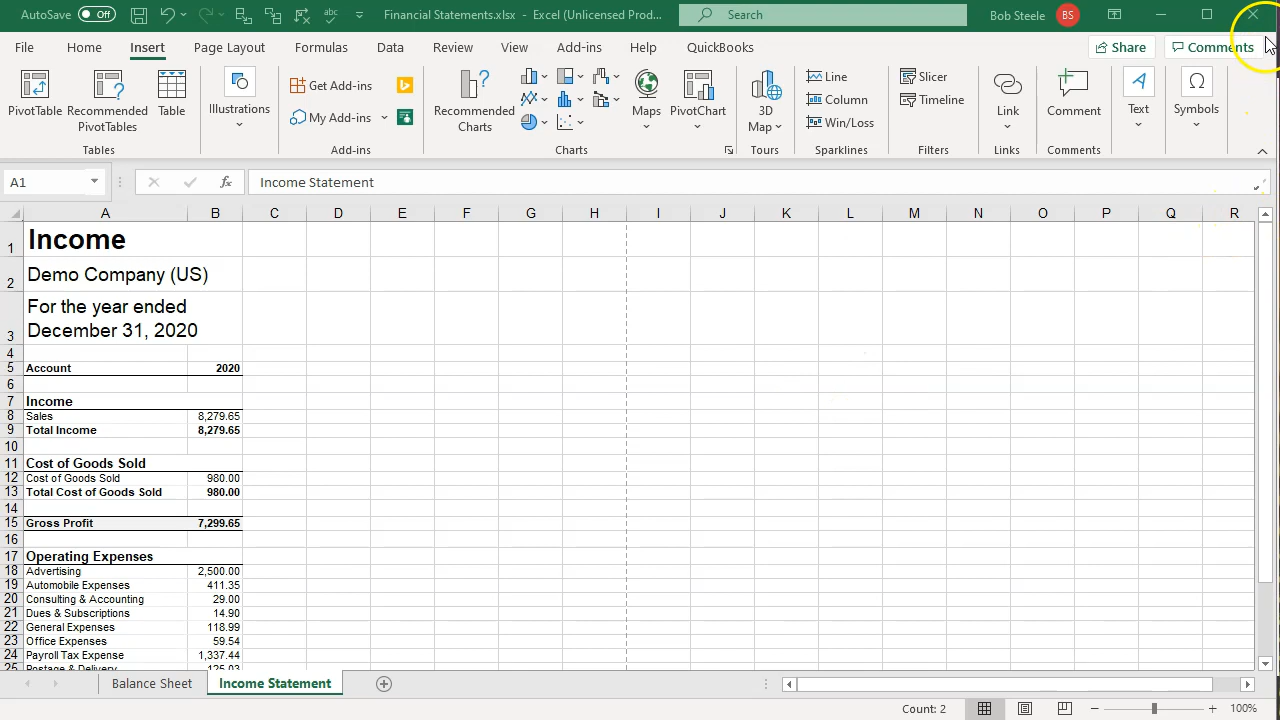 AutoSave Off Financial Statements.xlsx - Excel (Unlicensed Prod... Search Bob Steele BS
File Home Insert Page Layout Formulas Data Review View Add-ins Help QuickBooks Share Comments
PivotTable Recommended PivotTables Table Illustrations Get Add-ins My Add-ins Recommended Charts Maps PivotChart 3D Map Line Column Win/Loss Slicer Timeline Link Comment Text Symbols
Tables Add-ins Charts Tours Sparklines Filters Links Comments
A1 fx Income Statement
A B C D E F G H I J K L M N O P Q R
1 Income
2 Demo Company (US)
For the year ended
3 December 31, 2020
4
5 Account 2020
6
7 Income
8 Sales 8,279.65
9 Total Income 8,279.65
10
11 Cost of Goods Sold
12 Cost of Goods Sold 980.00
13 Total Cost of Goods Sold 980.00
14
15 Gross Profit 7,299.65
16
17 Operating Expenses
18 Advertising 2,500.00
19 Automobile Expenses 411.35
20 Consulting & Accounting 29.00
21 Dues & Subscriptions 14.90
22 General Expenses 118.99
23 Office Expenses 59.54
24 Payroll Tax Expense 1,337.44
25 Postage & Delivery 125.03
Balance Sheet Income Statement
Count: 2 100%